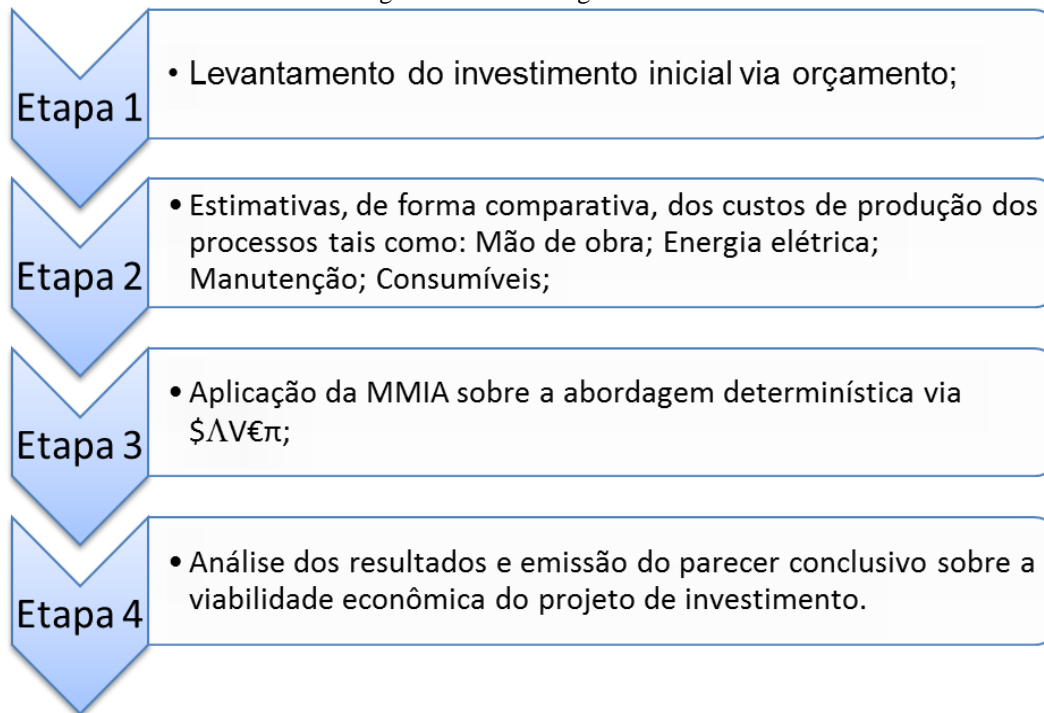 Etapa 1
• Levantamento do investimento inicial via orçamento;
Etapa 2
• Estimativas, de forma comparativa, dos custos de produção dos
processos tais como: Mão de obra; Energia elétrica;
Manutenção; Consumíveis;
Etapa 3
• Aplicação da MMIA sobre a abordagem determinística via
$ΛV€π;
Etapa 4
• Análise dos resultados e emissão do parecer conclusivo sobre a
viabilidade econômica do projeto de investimento.